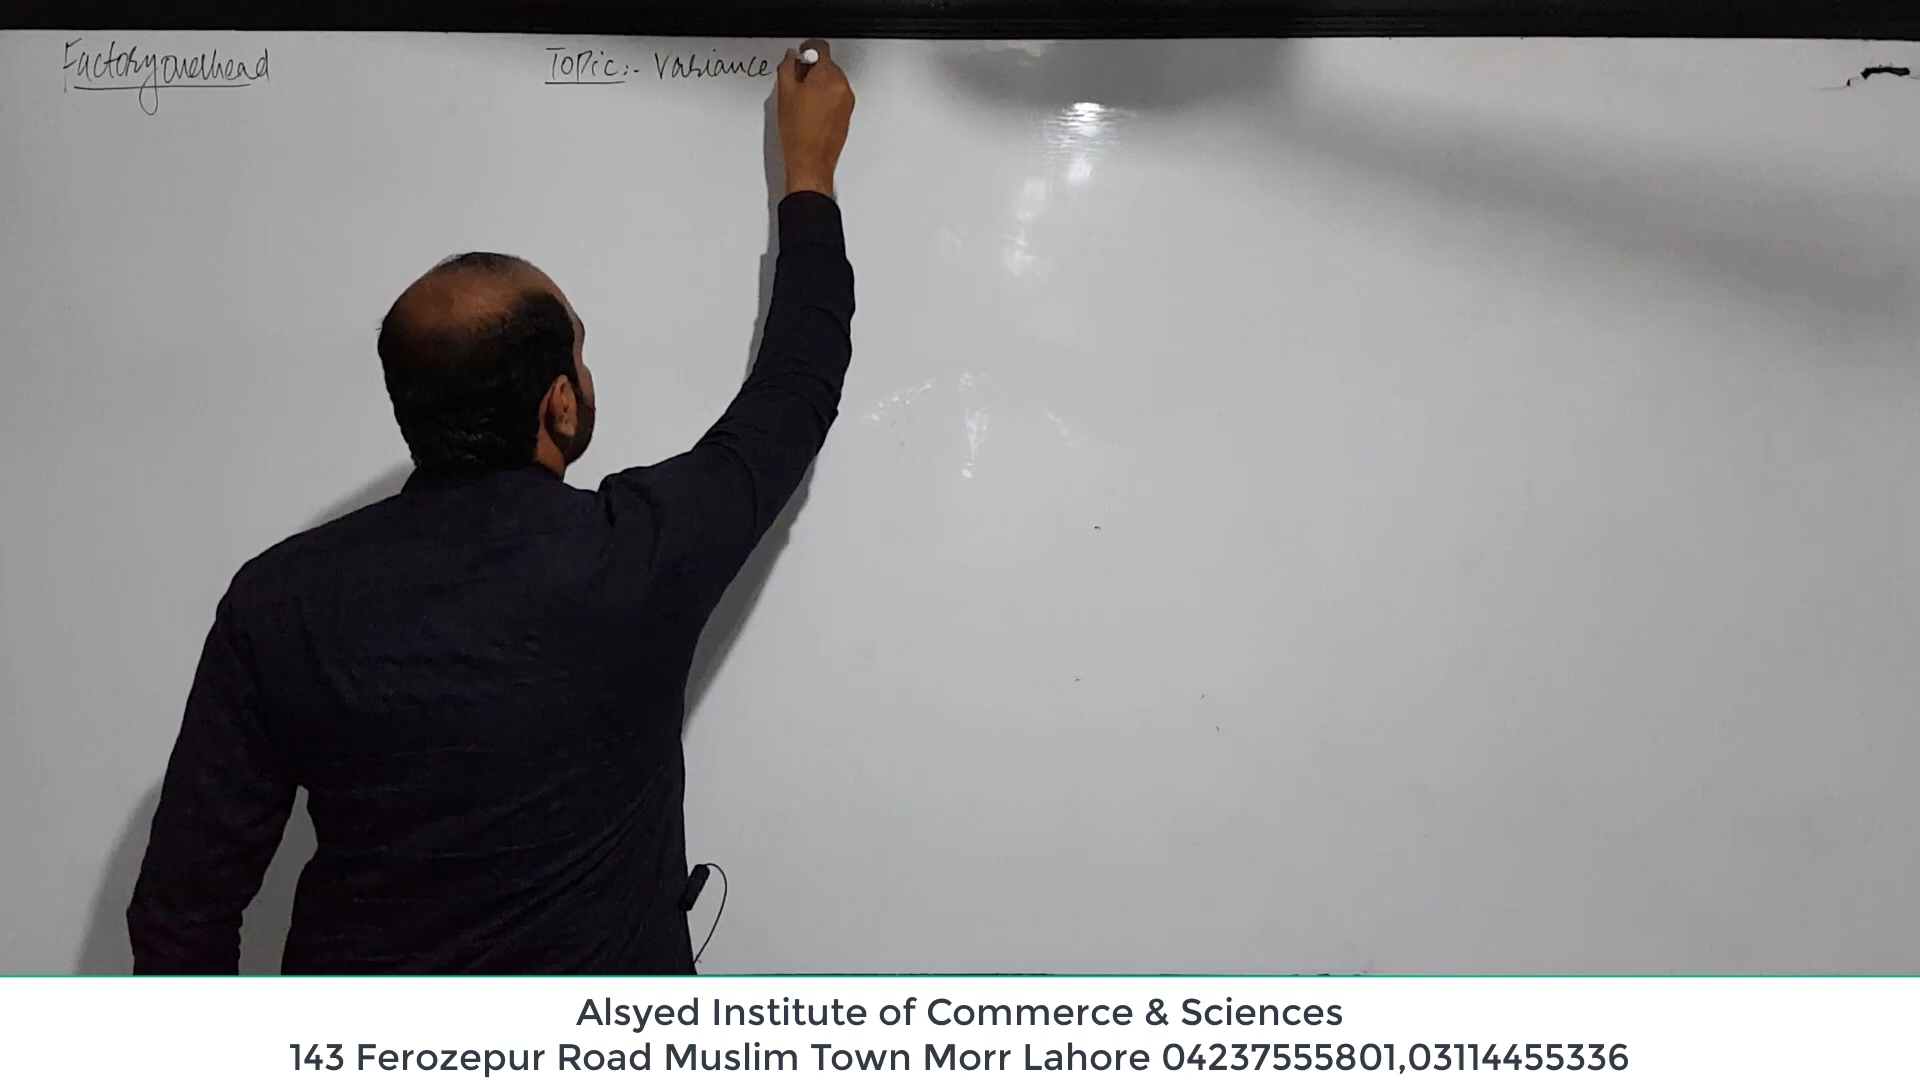 Factory overhead
Topic:- Variance
Alsyed Institute of Commerce & Sciences
143 Ferozepur Road Muslim Town Morr Lahore 04237555801,03114455336